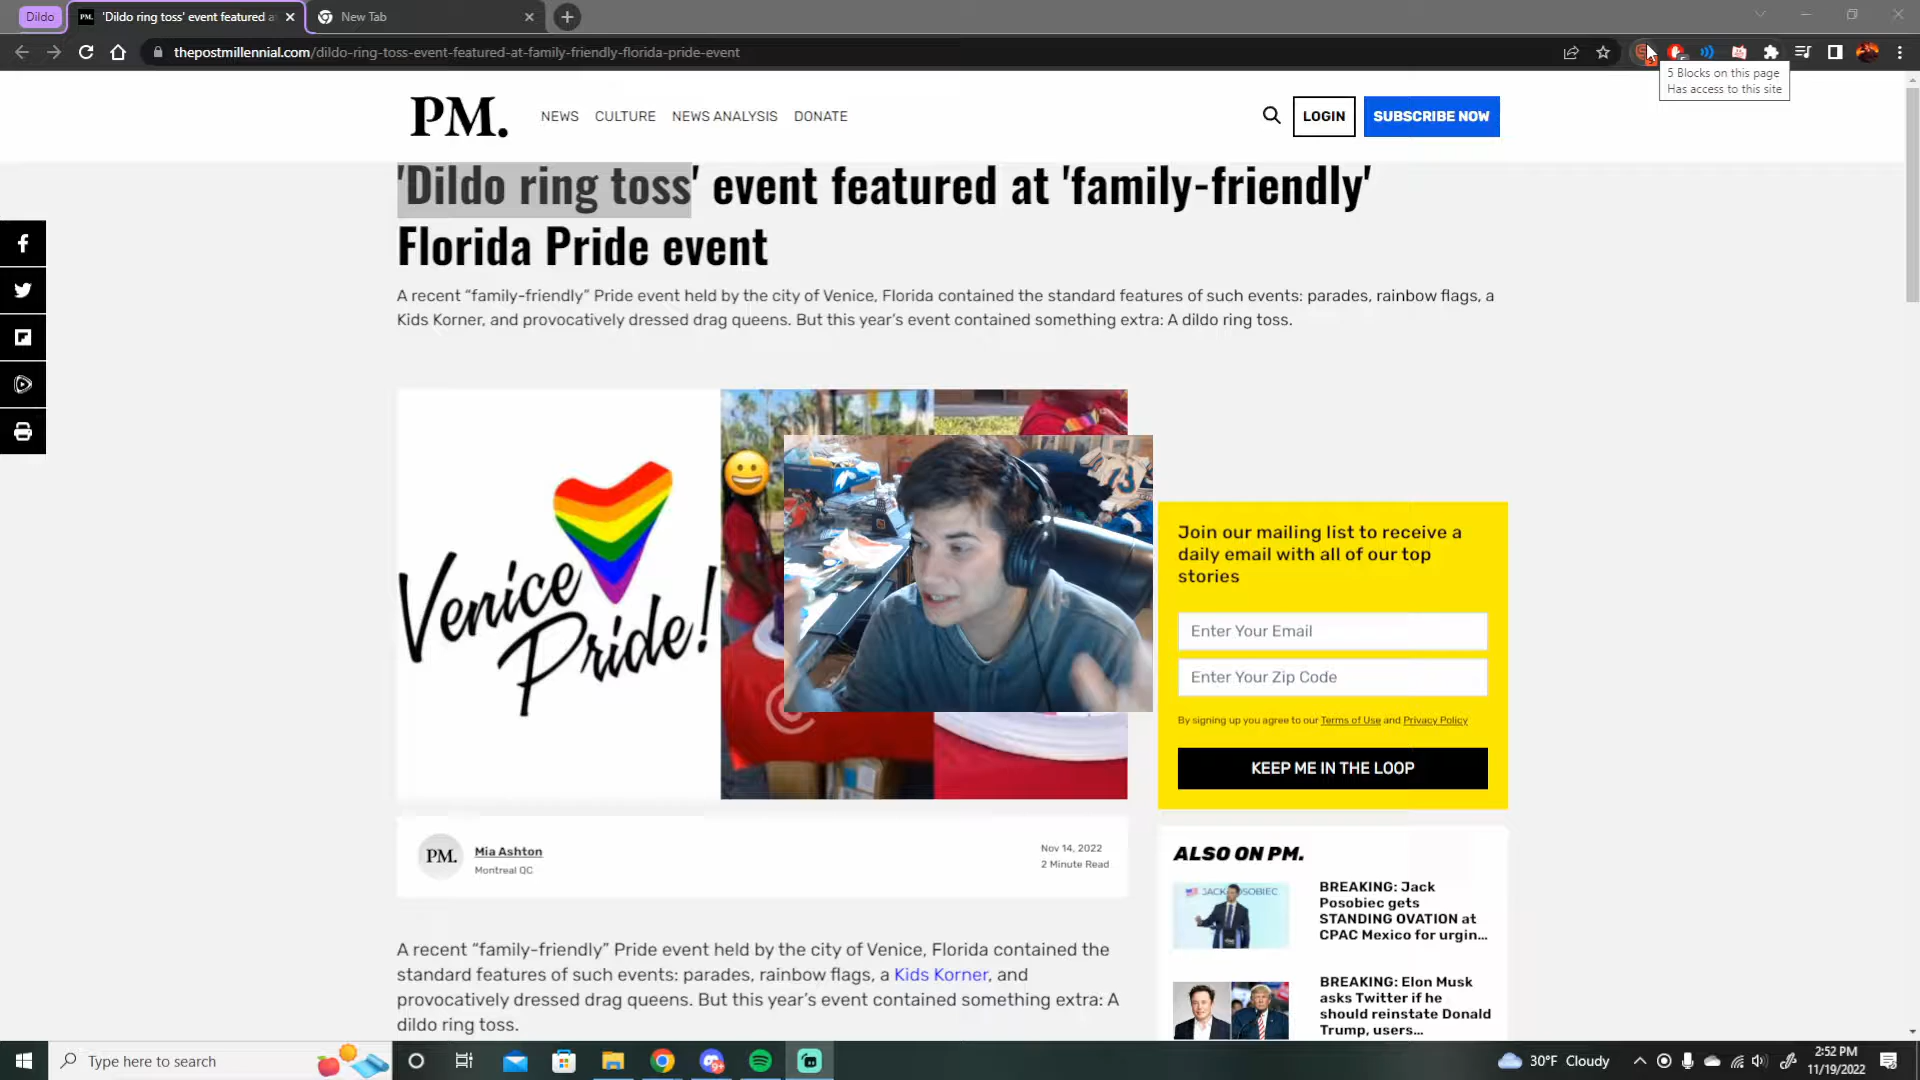 Dildo
PM. 'Dildo ring toss' event featured a
New Tab
thepostmillennial.com/dildo-ring-toss-event-featured-at-family-friendly-florida-pride-event
5 Blocks on this page
Has access to this site
PM.
NEWS
CULTURE
NEWS ANALYSIS
DONATE
LOGIN
SUBSCRIBE NOW
'Dildo ring toss' event featured at 'family-friendly'
Florida Pride event
A recent “family-friendly” Pride event held by the city of Venice, Florida contained the standard features of such events: parades, rainbow flags, a
Kids Korner, and provocatively dressed drag queens. But this year’s event contained something extra: A dildo ring toss.
Venice
Pride!
73
Join our mailing list to receive a
daily email with all of our top
stories
Enter Your Email
Enter Your Zip Code
By signing up you agree to our Terms of Use and Privacy Policy
KEEP ME IN THE LOOP
PM.
Mia Ashton
Montreal QC
Nov 14, 2022
2 Minute Read
ALSO ON PM.
BREAKING: Jack
Posobiec gets
STANDING OVATION at
CPAC Mexico for urgin...
BREAKING: Elon Musk
asks Twitter if he
should reinstate Donald
Trump, users...
A recent “family-friendly” Pride event held by the city of Venice, Florida contained the
standard features of such events: parades, rainbow flags, a Kids Korner, and
provocatively dressed drag queens. But this year’s event contained something extra: A
dildo ring toss.
Type here to search
30°F Cloudy
2:52 PM
11/19/2022